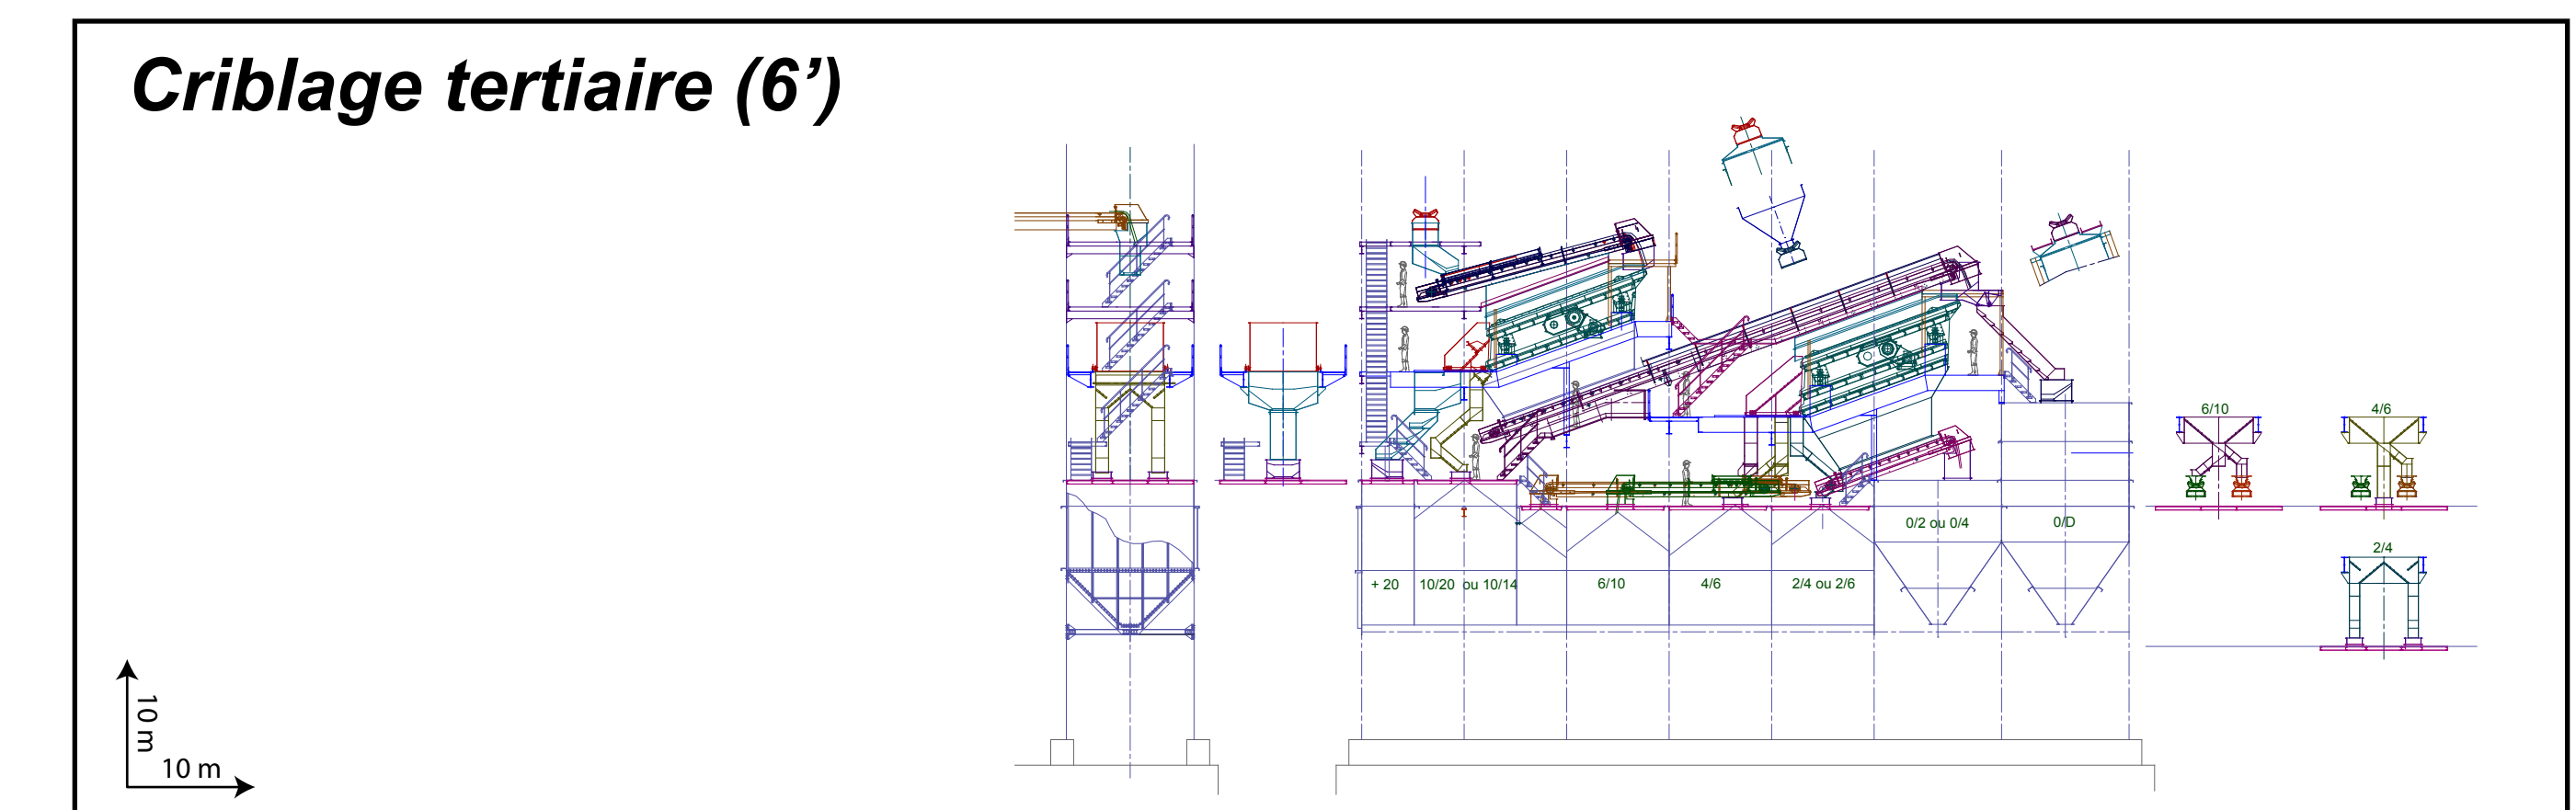 Criblage tertiaire (6’)
6/10
4/6
0/2 ou 0/4
0/D
2/4
+ 20
10/20 ou 10/14
6/10
4/6
2/4 ou 2/6
10 m
10 m